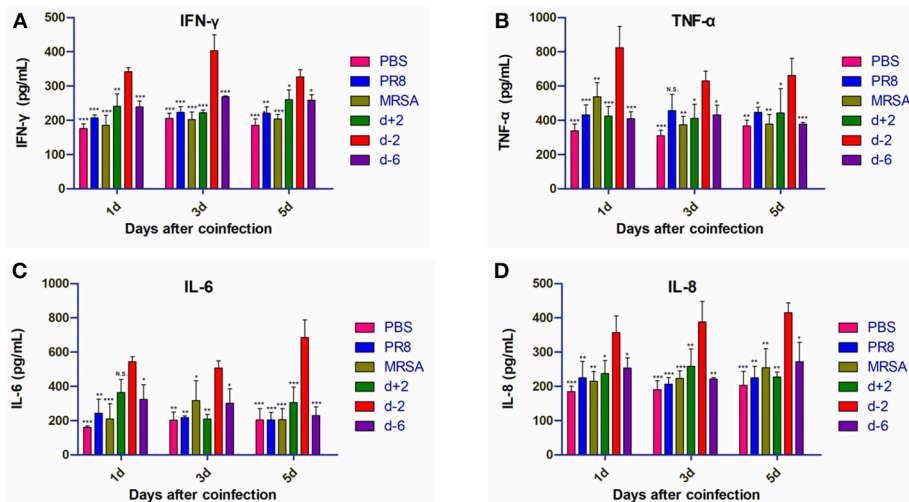 A
IFN-γ
500
400
300
200
100
0
IFN-γ (pg/mL)
*** *** *** ** ***
*** *** *** *** ***
*** ** *** * *
1d
3d
5d
Days after coinfection
PBS
PR8
MRSA
d+2
d-2
d-6
B
TNF-α
1000
800
600
400
200
0
TNF-α (pg/mL)
*** *** ** *** ***
*** N.S. ** * *
** * ** * ***
1d
3d
5d
Days after coinfection
PBS
PR8
MRSA
d+2
d-2
d-6
C
IL-6
1000
800
600
400
200
0
IL-6 (pg/mL)
*** ** *** N.S. *
** ** * ** *
*** *** *** *** ***
1d
3d
5d
Days after coinfection
PBS
PR8
MRSA
d+2
d-2
d-6
D
IL-8
500
400
300
200
100
0
IL-8 (pg/mL)
*** ** ** * *
*** *** *** ** **
*** ** ** ** *
1d
3d
5d
Days after coinfection
PBS
PR8
MRSA
d+2
d-2
d-6